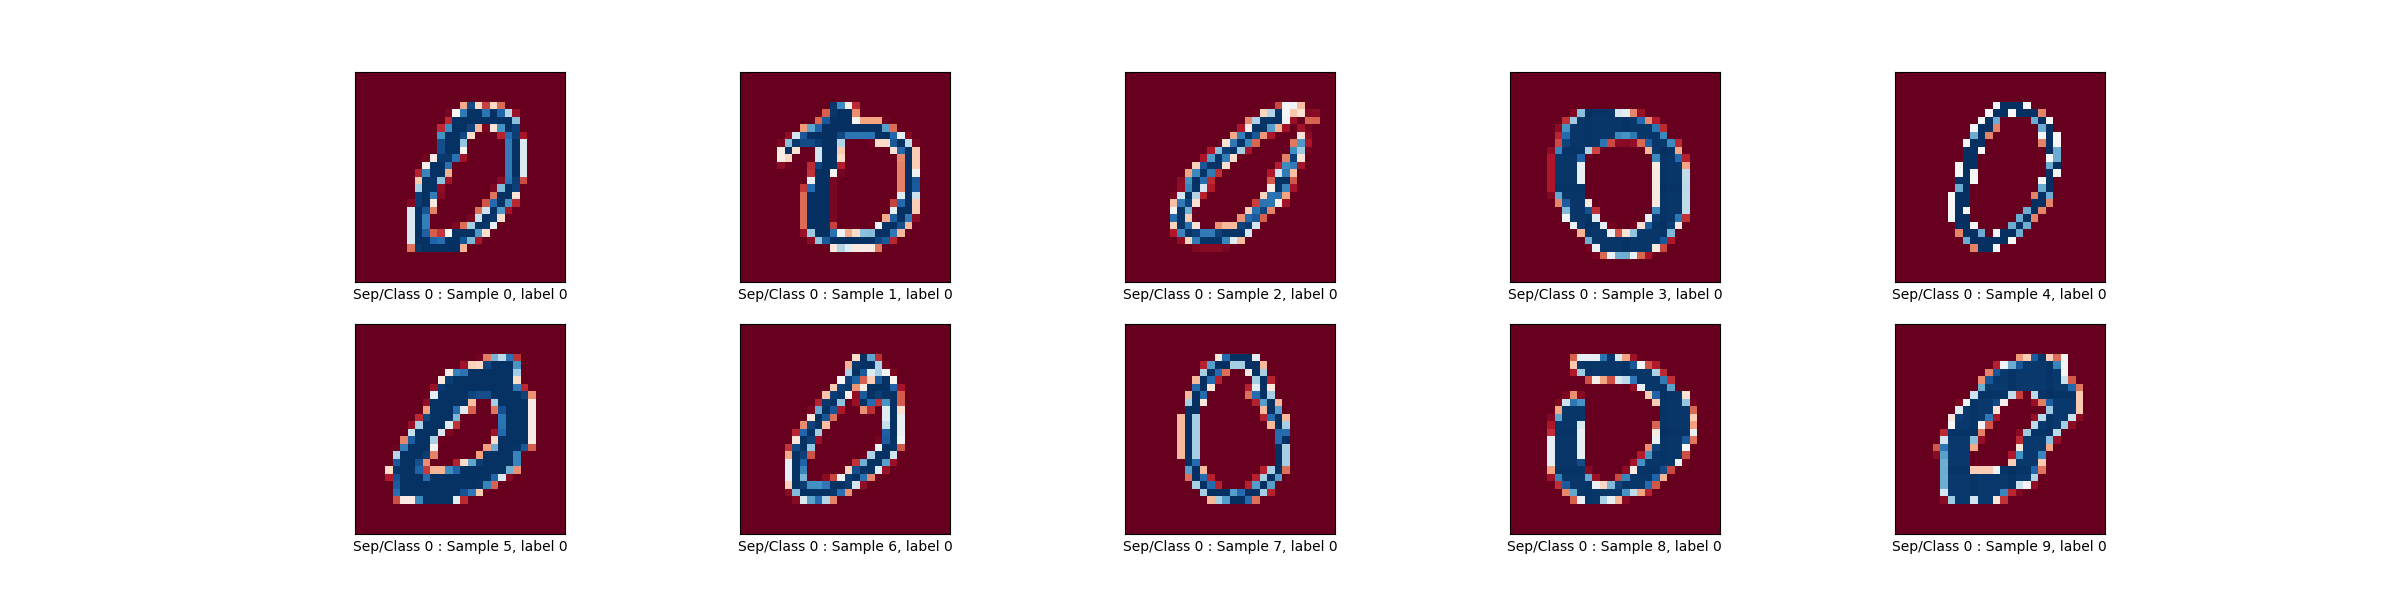 Sep/Class 0 : Sample 0, label 0
Sep/Class 0 : Sample 1, label 0
Sep/Class 0 : Sample 2, label 0
Sep/Class 0 : Sample 3, label 0
Sep/Class 0 : Sample 4, label 0
Sep/Class 0 : Sample 5, label 0
Sep/Class 0 : Sample 6, label 0
Sep/Class 0 : Sample 7, label 0
Sep/Class 0 : Sample 8, label 0
Sep/Class 0 : Sample 9, label 0